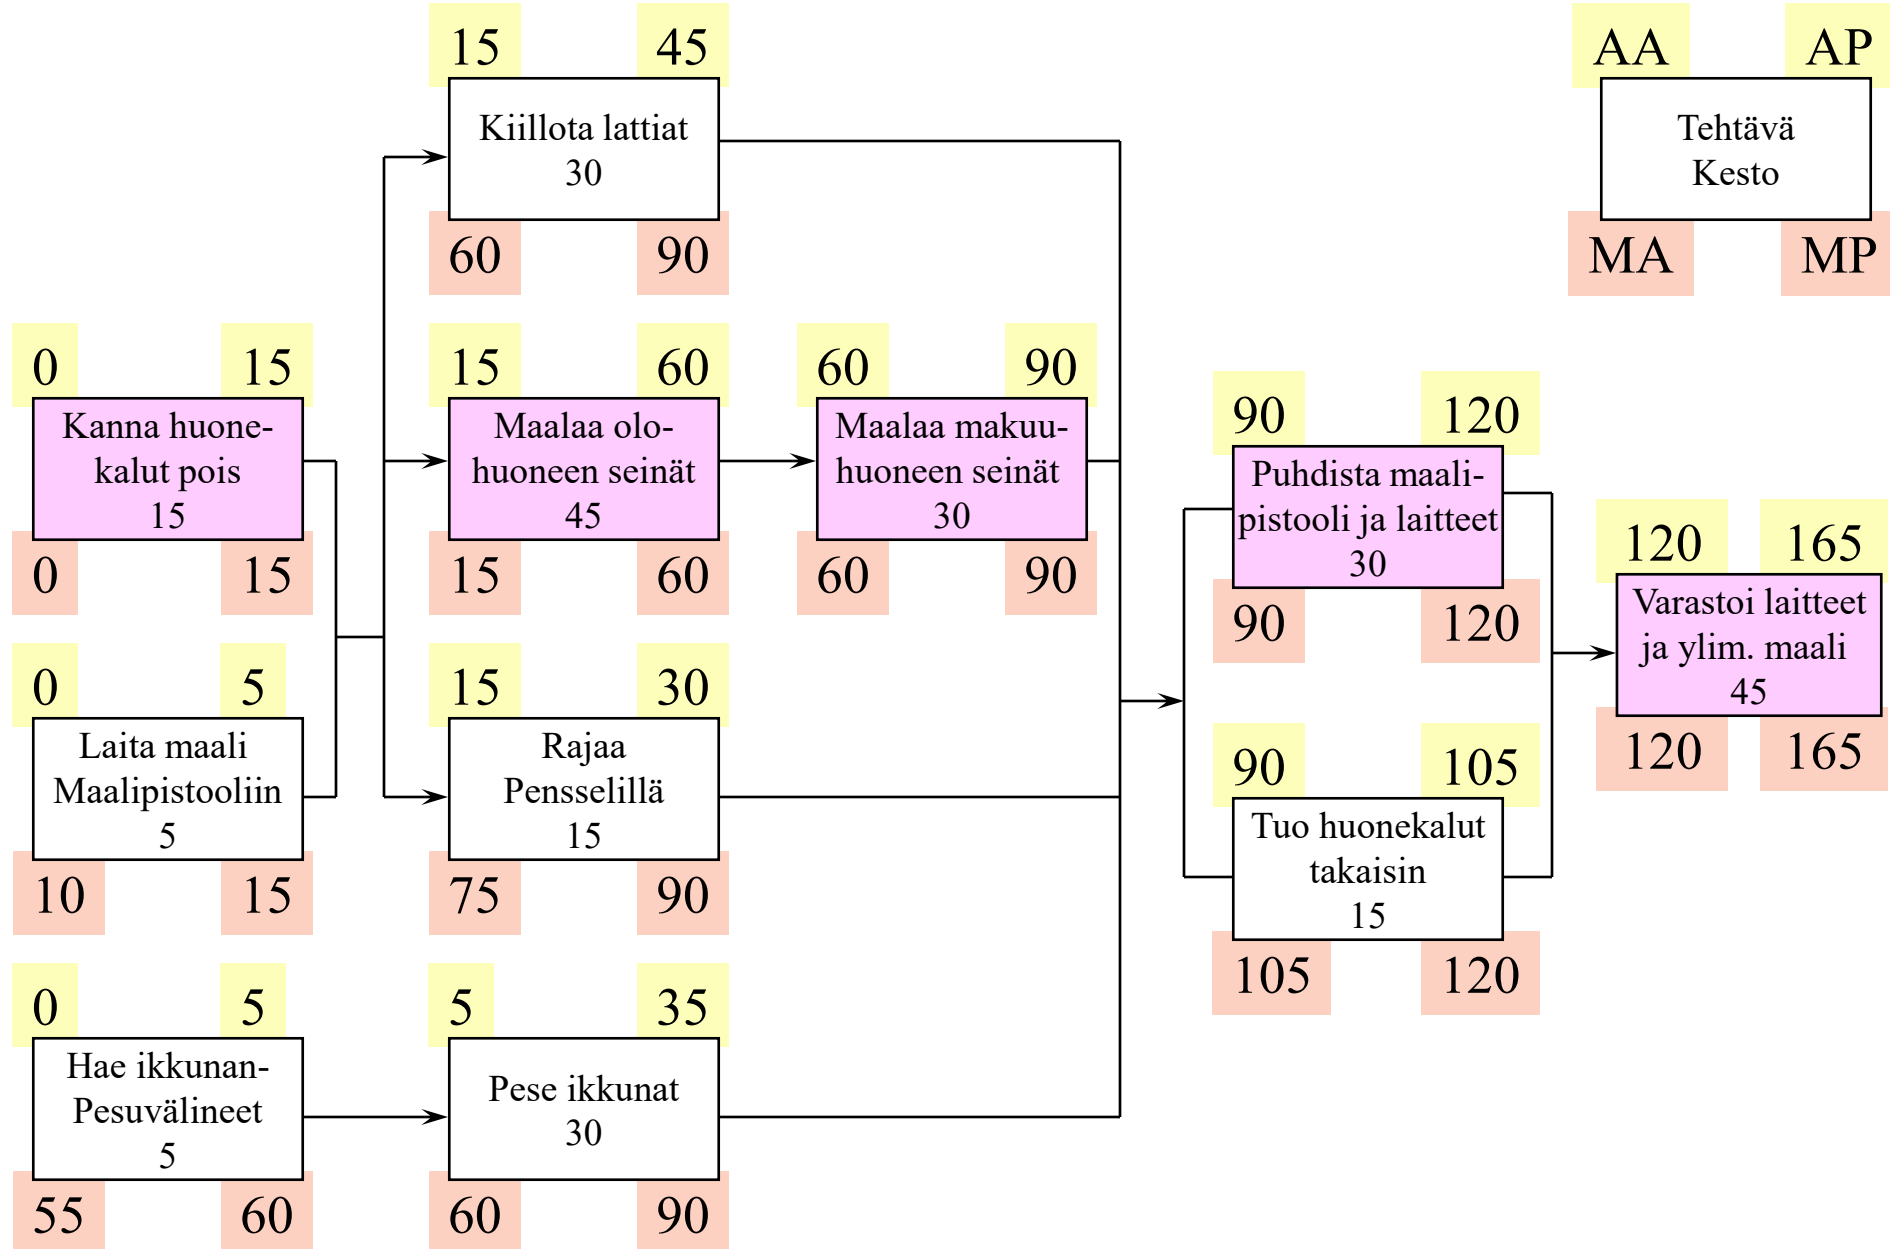 15 45
Kiillota lattiat
30
60 90
AA AP
Tehtävä
Kesto
MA MP
0 15
Kanna huone-
kalut pois
15
0 15
15 60
Maalaa olo-
huoneen seinät
45
15 60
60 90
Maalaa makuu-
huoneen seinät
30
60 90
90 120
Puhdista maali-
pistooli ja laitteet
30
90 120
120 165
Varastoi laitteet
ja ylim. maali
45
120 165
0 5
Laita maali
Maalipistooliin
5
10 15
15 30
Rajaa
Pensselillä
15
75 90
90 105
Tuo huonekalut
takaisin
15
105 120
0 5
Hae ikkunan-
Pesuvälineet
5
55 60
5 35
Pese ikkunat
30
60 90